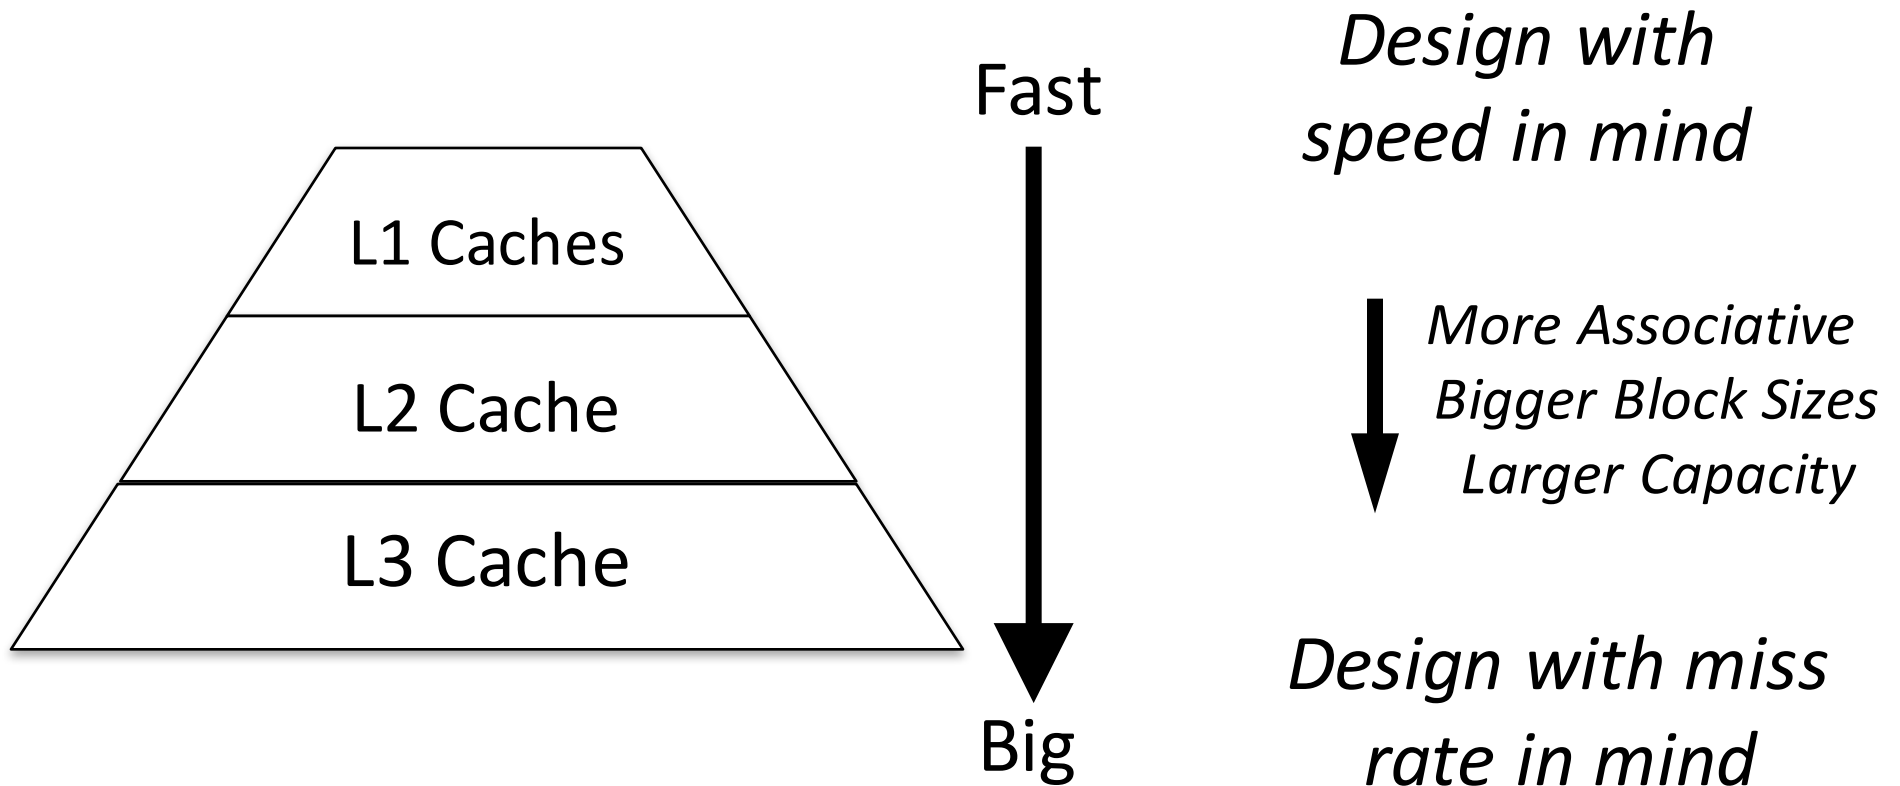 L1 Caches
L2 Cache
L3 Cache
Fast
Big
Design with
speed in mind
More Associative
Bigger Block Sizes
Larger Capacity
Design with miss
rate in mind